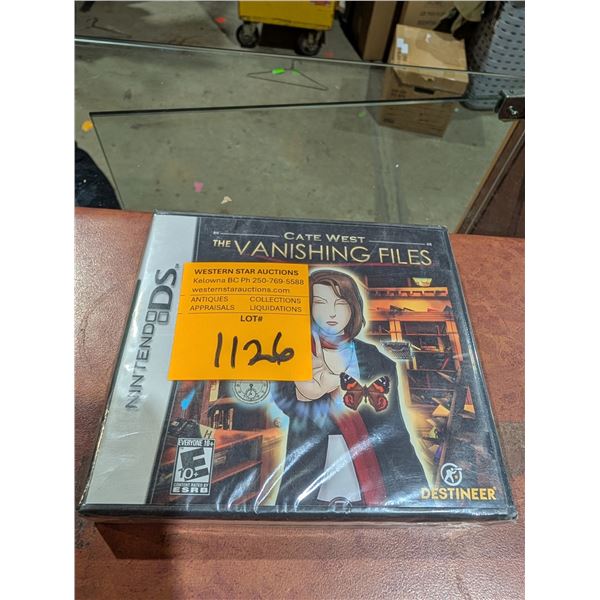 CATE WEST
THE VANISHING FILES
WESTERN STAR AUCTIONS
Kelowna BC Ph 250-769-5588
westernstarauctions.com
ANTIQUES COLLECTIONS
APPRAISALS LIQUIDATIONS
LOT#
1126
NINTENDO DS
EVERYONE 10+
E
10+
CONTENT RATED BY
ESRB
DESTINEER